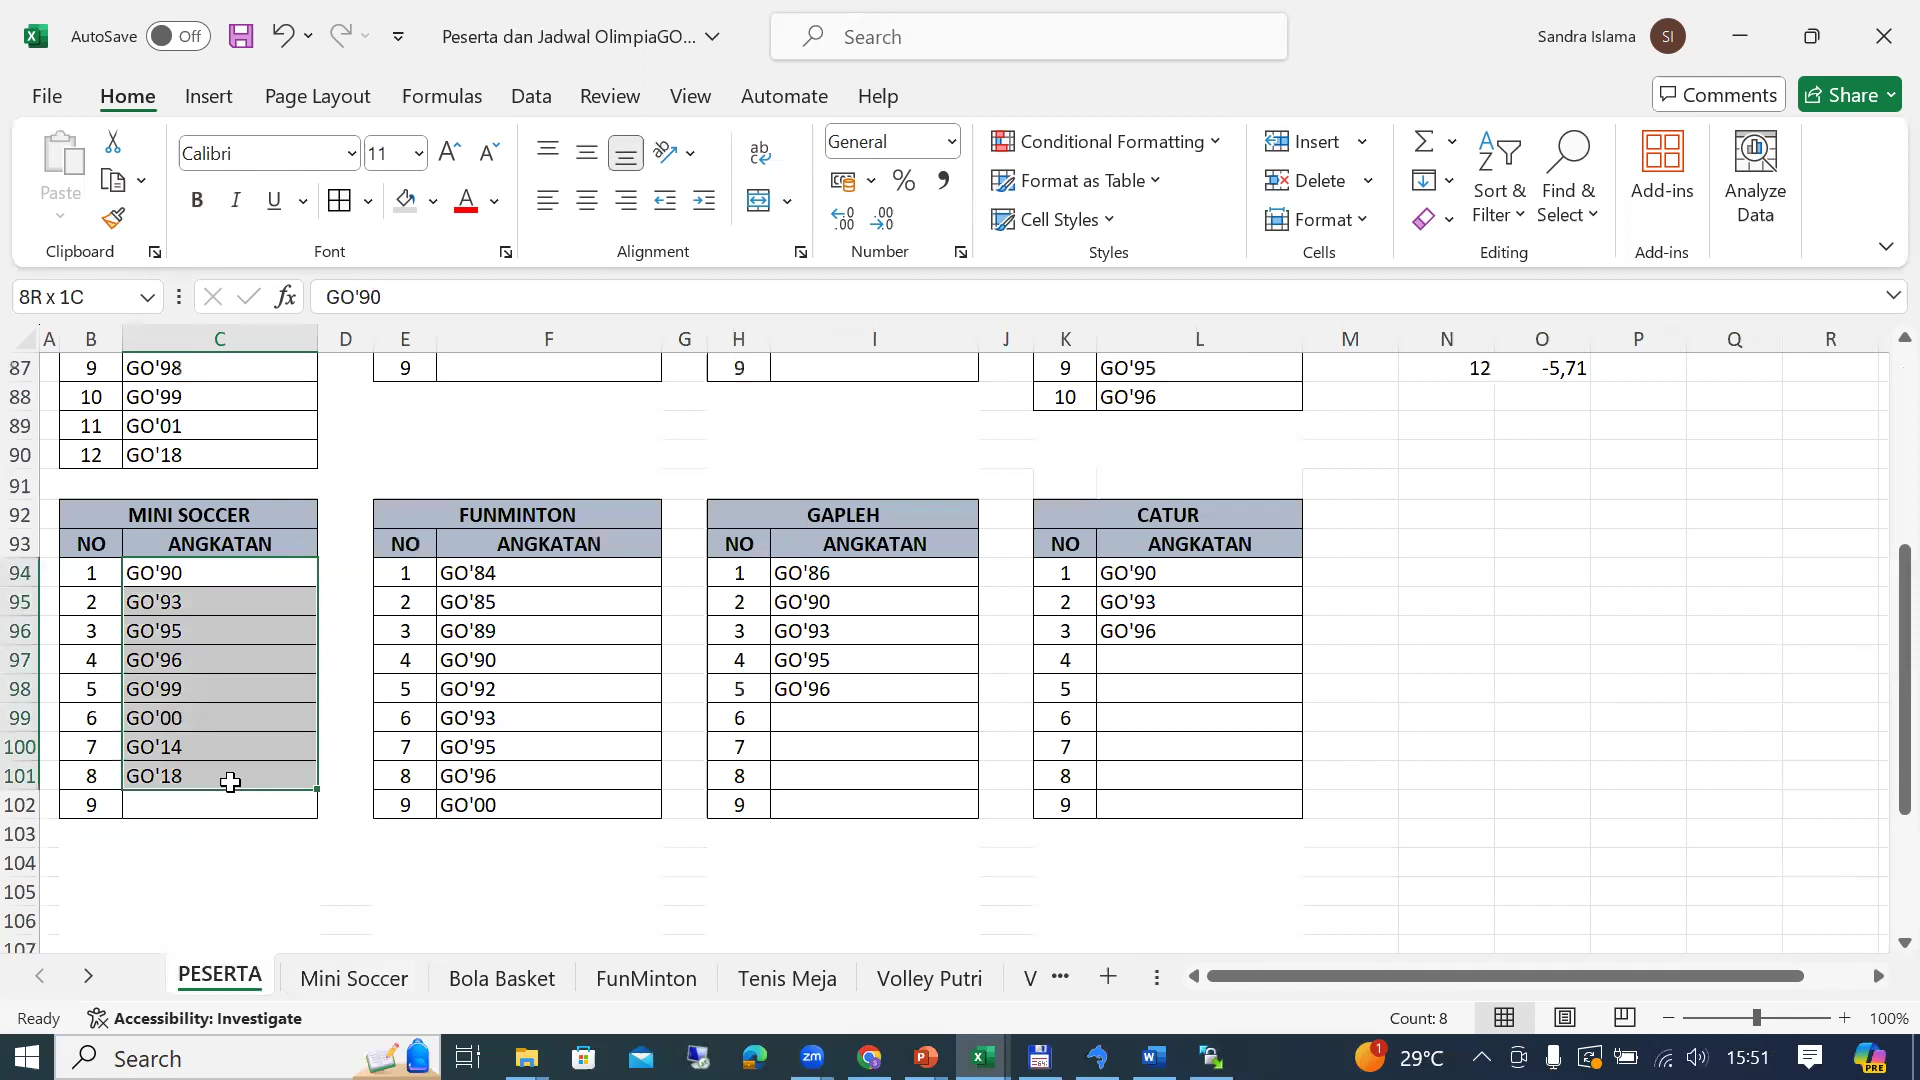 AutoSave Off Peserta dan Jadwal OlimpiaGO... Search Sandra Islama SI
File Home Insert Page Layout Formulas Data Review View Automate Help Comments Share
Paste
Clipboard
Calibri 11
B I U A
Font
ab
Alignment
General
% 9
Number
Conditional Formatting
Format as Table
Cell Styles
Styles
Insert
Delete
Format
Cells
Sort & Filter
Find & Select
Editing
Add-ins
Add-ins
Analyze Data
8R x 1C fx GO'90
A B C D E F G H I J K L M N O P Q R
87 9 GO'98 9 9 9 GO'95 12 -5,71
88 10 GO'99 10 GO'96
89 11 GO'01
90 12 GO'18
91
92 MINI SOCCER FUNMINTON GAPLEH CATUR
93 NO ANGKATAN NO ANGKATAN NO ANGKATAN NO ANGKATAN
94 1 GO'90 1 GO'84 1 GO'86 1 GO'90
95 2 GO'93 2 GO'85 2 GO'90 2 GO'93
96 3 GO'95 3 GO'89 3 GO'93 3 GO'96
97 4 GO'96 4 GO'90 4 GO'95 4
98 5 GO'99 5 GO'92 5 GO'96 5
99 6 GO'00 6 GO'93 6 6
100 7 GO'14 7 GO'95 7 7
101 8 GO'18 8 GO'96 8 8
102 9 9 GO'00 9 9
103
104
105
106
107
PESERTA Mini Soccer Bola Basket FunMinton Tenis Meja Volley Putri V ...
Ready Accessibility: Investigate Count: 8 100%
Search 29°C 15:51